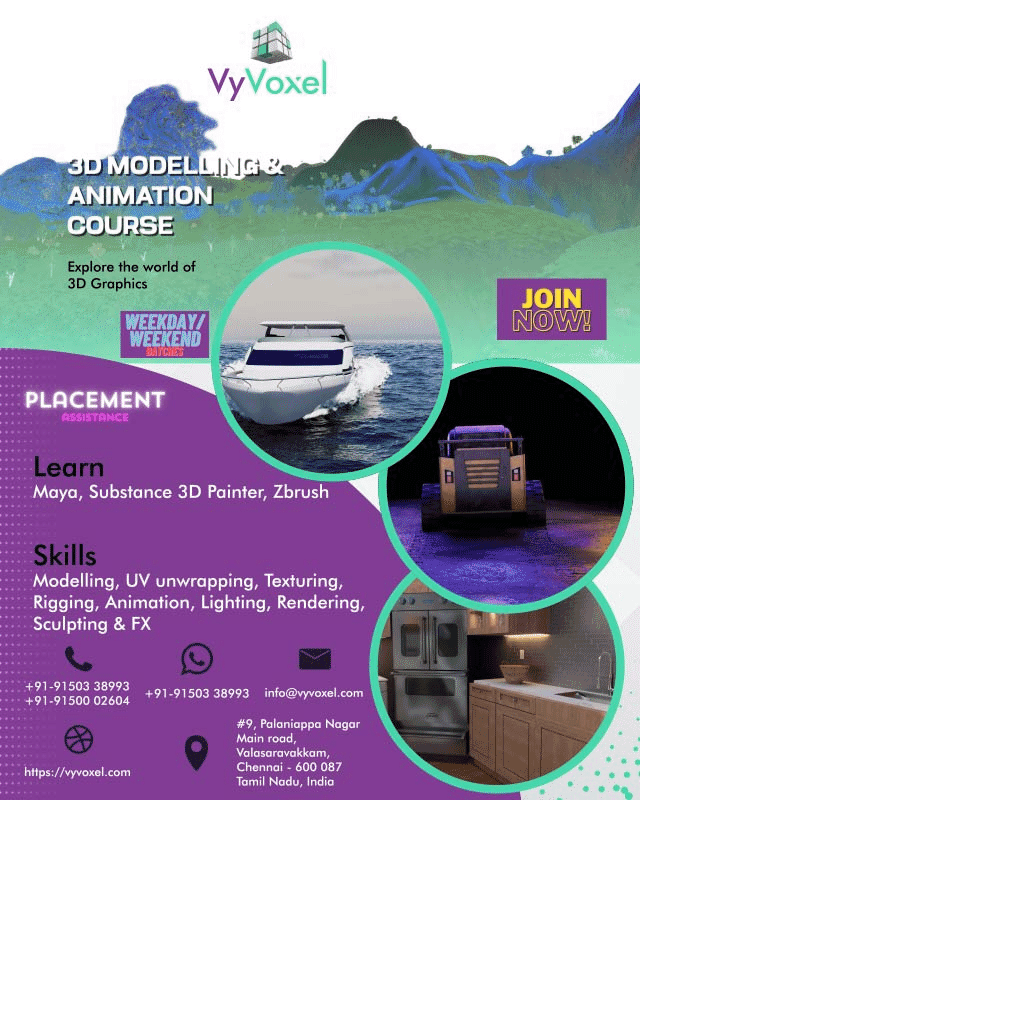 VyVoxel
3D MODELLING &
ANIMATION
COURSE
Explore the world of
3D Graphics
WEEKDAY/
WEEKEND
BATCHES
JOIN
NOW!
PLACEMENT
ASSISTANCE
Learn
Maya, Substance 3D Painter, Zbrush
Skills
Modelling, UV unwrapping, Texturing,
Rigging, Animation, Lighting, Rendering,
Sculpting & FX
+91-91503 38993
+91-91500 02604
+91-91503 38993
info@vyvoxel.com
https://vyvoxel.com
#9, Palaniappa Nagar
Main road,
Valasaravakkam,
Chennai - 600 087
Tamil Nadu, India